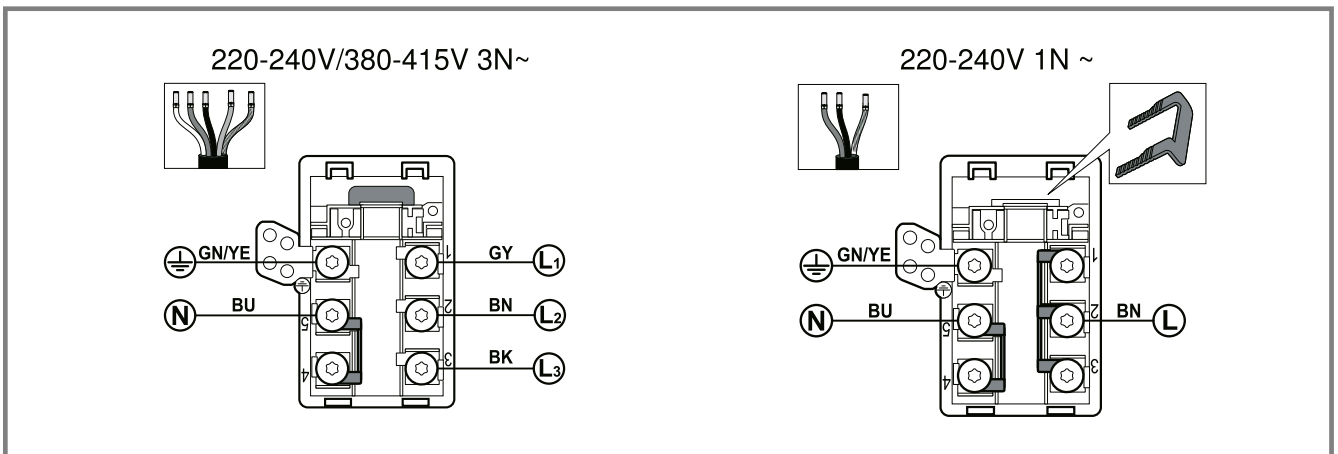 220-240V/380-415V 3N~
GN/YE
N
BU
1
2
3
4
5
GY L1
BN L2
BK L3
220-240V 1N ~
GN/YE
N
BU
1
2
3
4
5
BN L